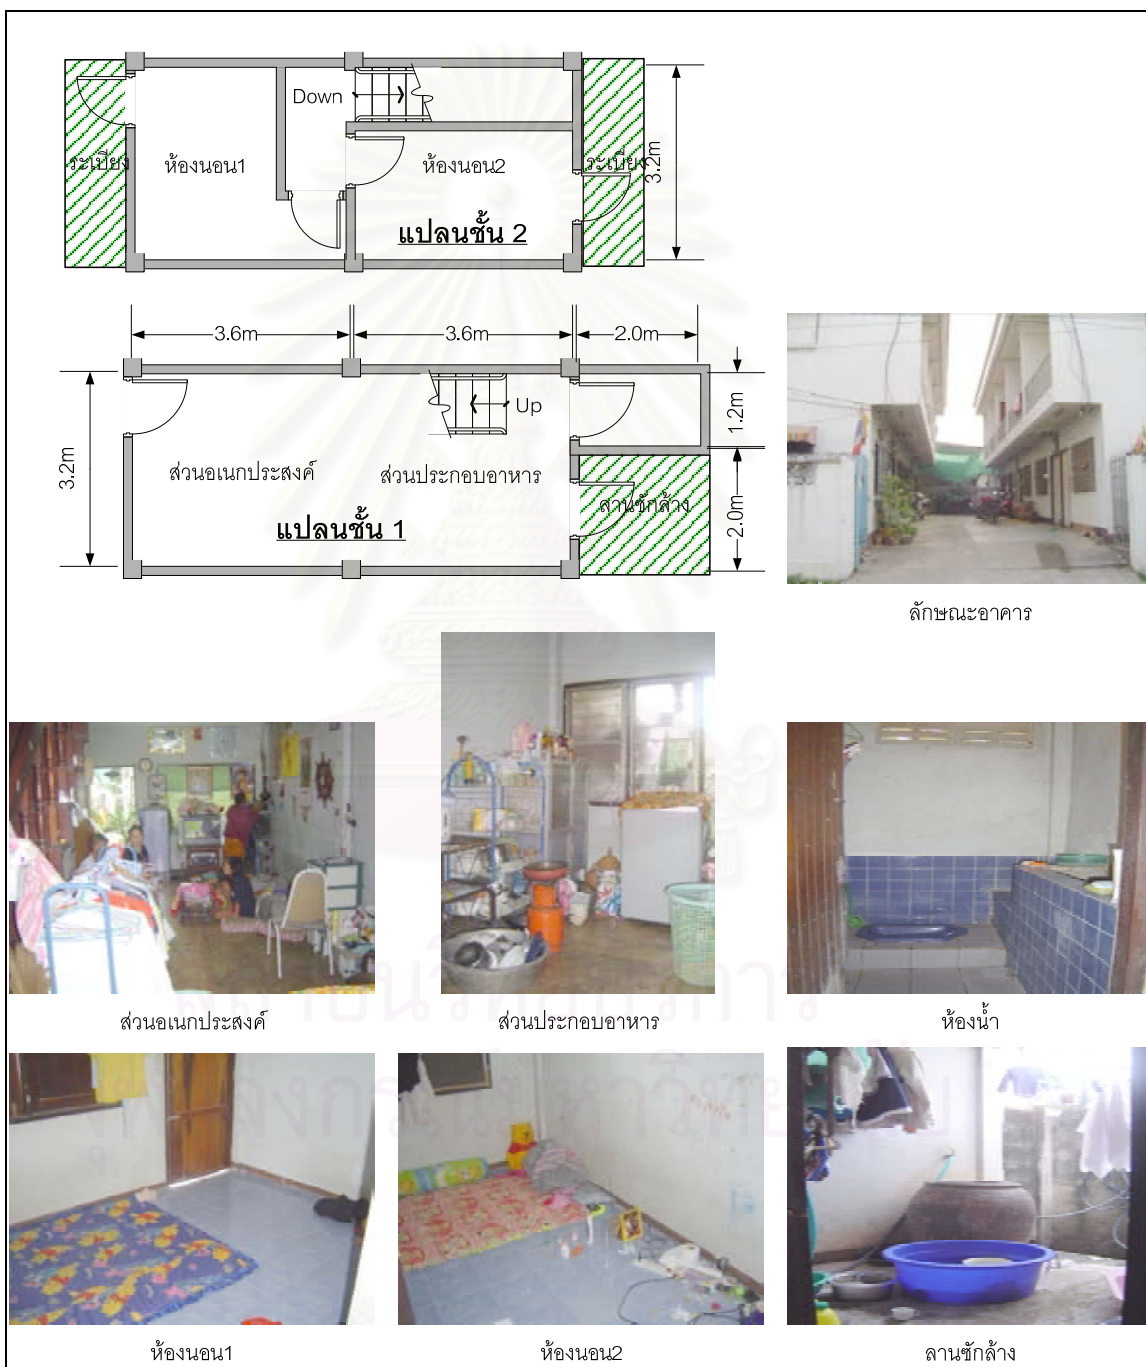 Down
ระเบียง
ห้องนอน1
ห้องนอน2
ระเบียง
3.2m
แปลนชั้น 2
3.6m
3.6m
2.0m
Up
1.2m
3.2m
ส่วนอเนกประสงค์
ส่วนประกอบอาหาร
ลานซักล้าง
2.0m
แปลนชั้น 1
ลักษณะอาคาร
ส่วนอเนกประสงค์
ส่วนประกอบอาหาร
ห้องน้ำ
ห้องนอน1
ห้องนอน2
ลานซักล้าง